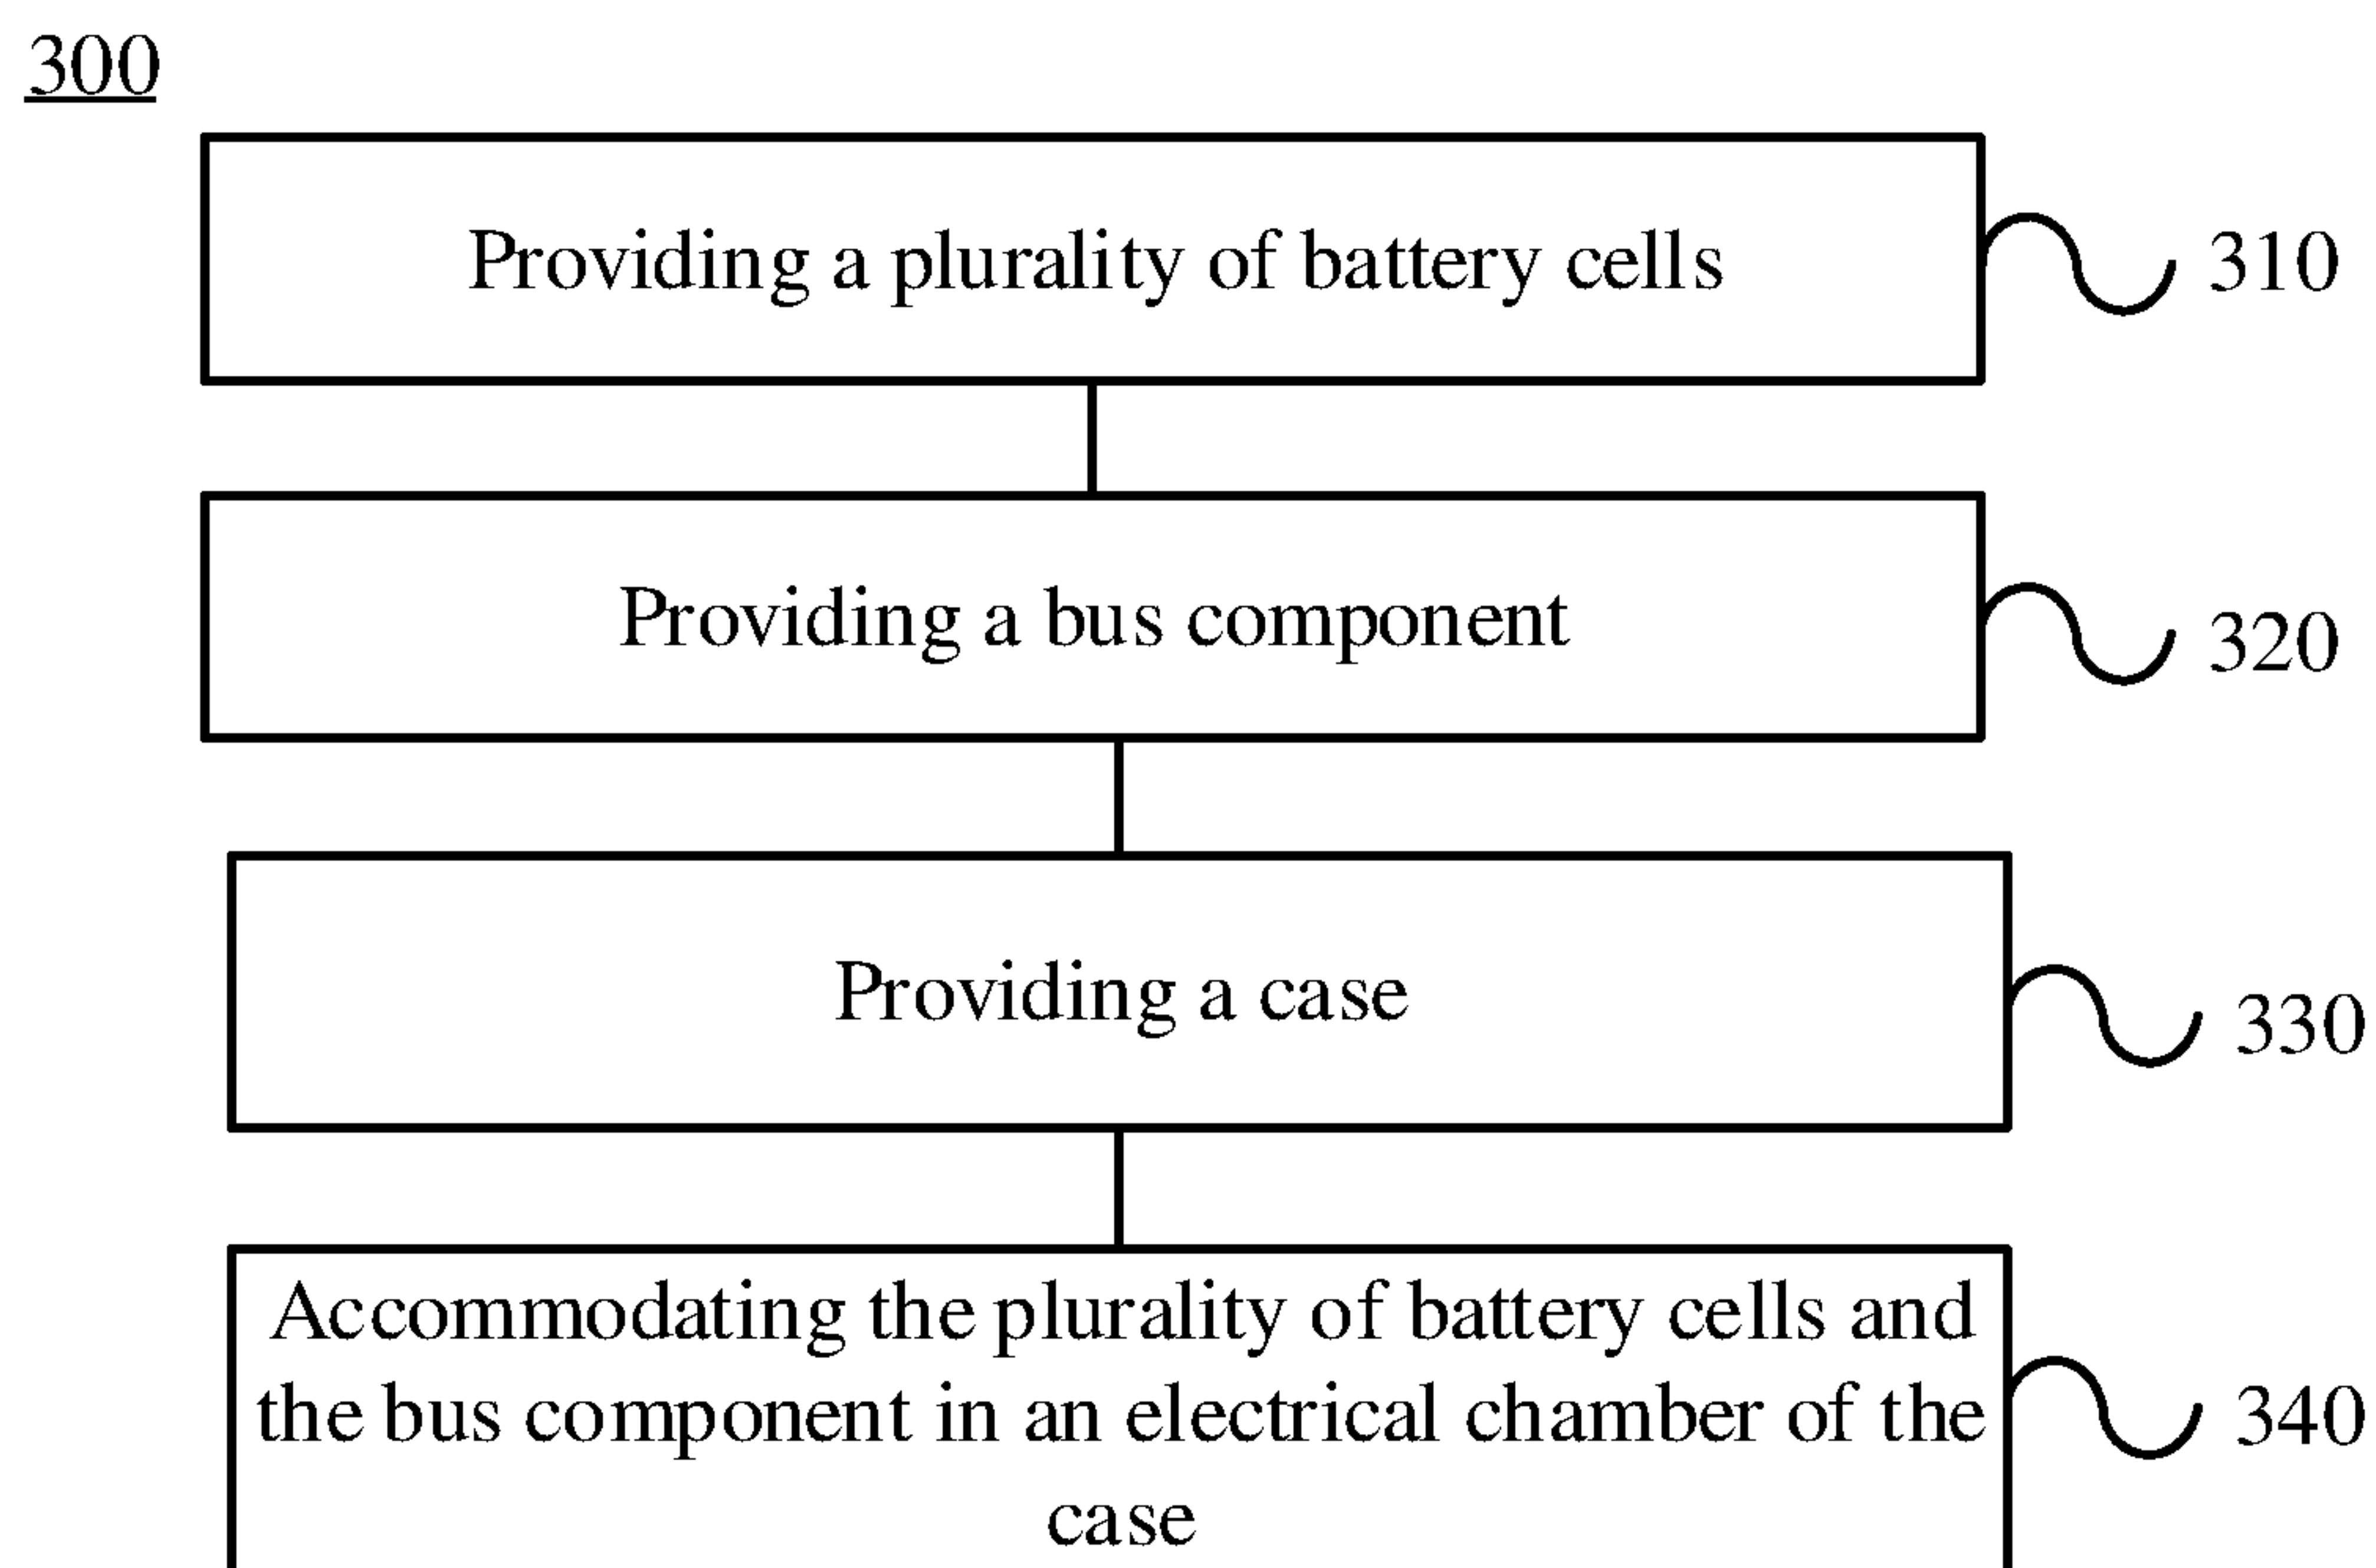 300
Providing a plurality of battery cells
310
Providing a bus component
320
Providing a case
330
Accommodating the plurality of battery cells and
the bus component in an electrical chamber of the
case
340